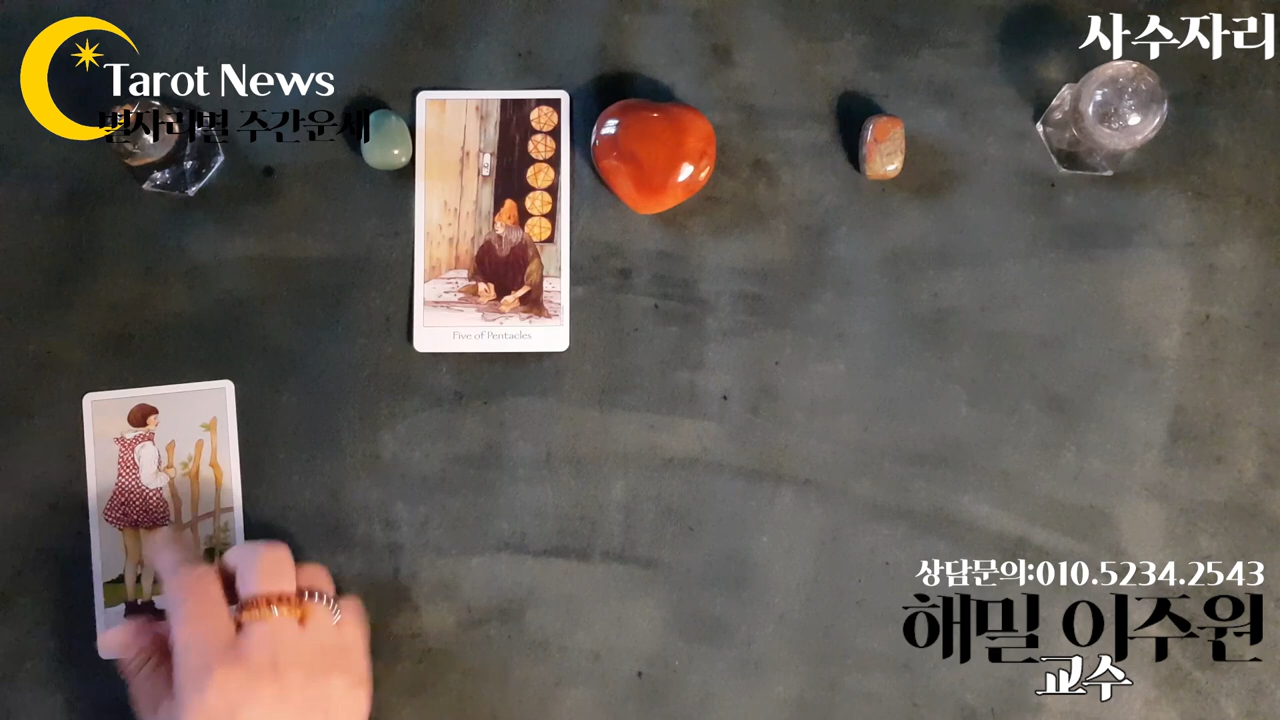 Tarot News
별자리별 주간운세
사수자리
Five of Pentacles
상담문의:010.5234.2543
해밀 이주원
교수